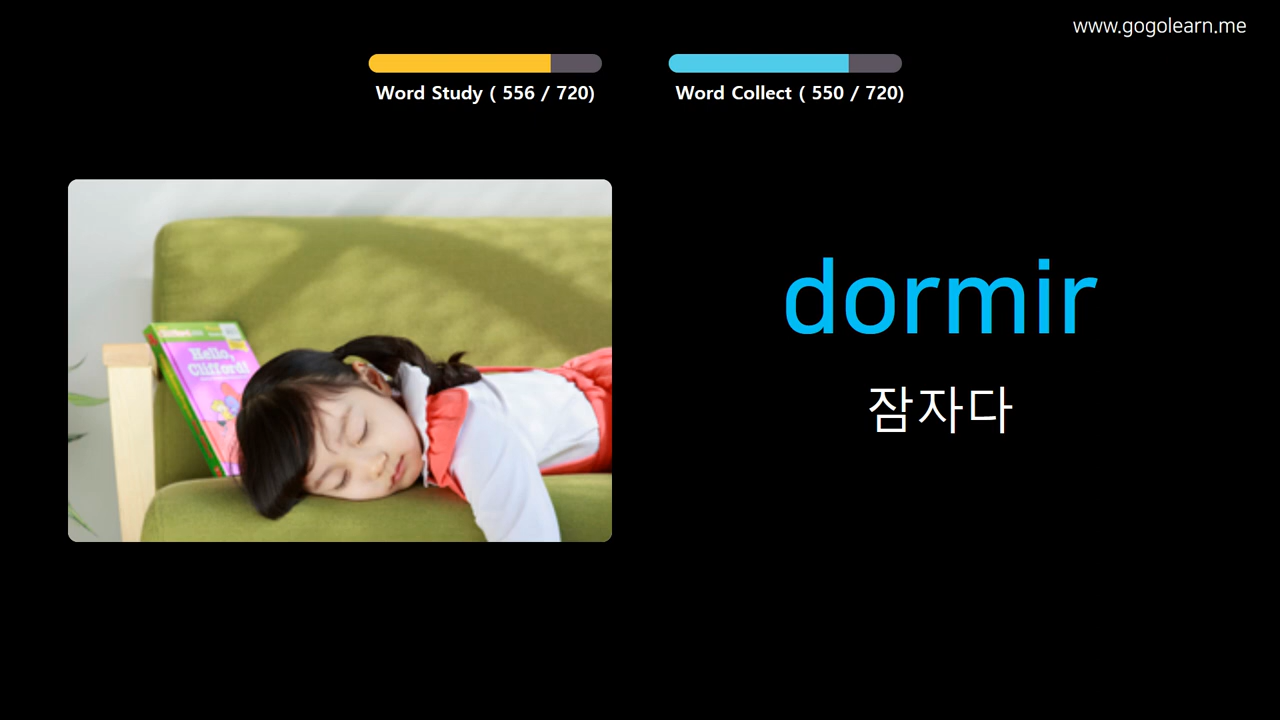 www.gogolearn.me
Word Study ( 556 / 720)
Word Collect ( 550 / 720)
Hello,
Clifford!
dormir
잠자다